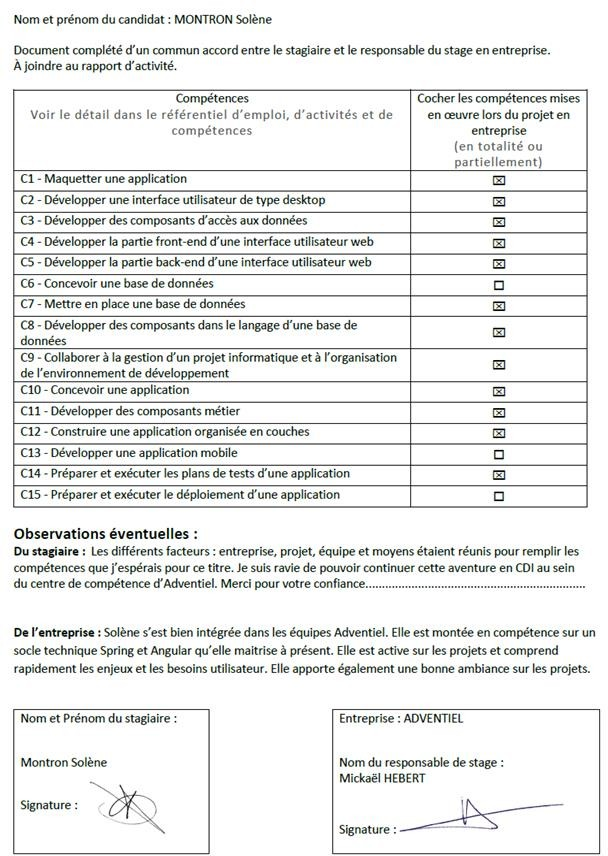 Nom et prénom du candidat : MONTRON Solène
Document complété d'un commun accord entre le stagiaire et le responsable du stage en entreprise.
À joindre au rapport d'activité.
Compétences
Voir le détail dans le référentiel d'emploi, d'activités et de
compétences
Cocher les compétences mises
en œuvre lors du projet en
entreprise
(en totalité ou
partiellement)
C1 - Maquetter une application ☒
C2 - Développer une interface utilisateur de type desktop ☒
C3 - Développer des composants d'accès aux données ☒
C4 - Développer la partie front-end d'une interface utilisateur web ☒
C5 - Développer la partie back-end d'une interface utilisateur web ☒
C6 - Concevoir une base de données ☐
C7 - Mettre en place une base de données ☒
C8 - Développer des composants dans le langage d'une base de
données ☒
C9 - Collaborer à la gestion d'un projet informatique et à l'organisation
de l'environnement de développement ☒
C10 - Concevoir une application ☒
C11 - Développer des composants métier ☒
C12 - Construire une application organisée en couches ☒
C13 - Développer une application mobile ☐
C14 - Préparer et exécuter les plans de tests d'une application ☒
C15 - Préparer et exécuter le déploiement d'une application ☐
Observations éventuelles :
Du stagiaire : Les différents facteurs : entreprise, projet, équipe et moyens étaient réunis pour remplir les
compétences que j'espérais pour ce titre. Je suis ravie de pouvoir continuer cette aventure en CDI au sein
du centre de compétence d'Adventiel. Merci pour votre confiance..............................................................
De l'entreprise : Solène s'est bien intégrée dans les équipes Adventiel. Elle est montée en compétence sur un
socle technique Spring et Angular qu'elle maitrise à présent. Elle est active sur les projets et comprend
rapidement les enjeux et les besoins utilisateur. Elle apporte également une bonne ambiance sur les projets.
Nom et Prénom du stagiaire :
Montron Solène
Signature :
Entreprise : ADVENTIEL
Nom du responsable de stage :
Mickaël HEBERT
Signature :